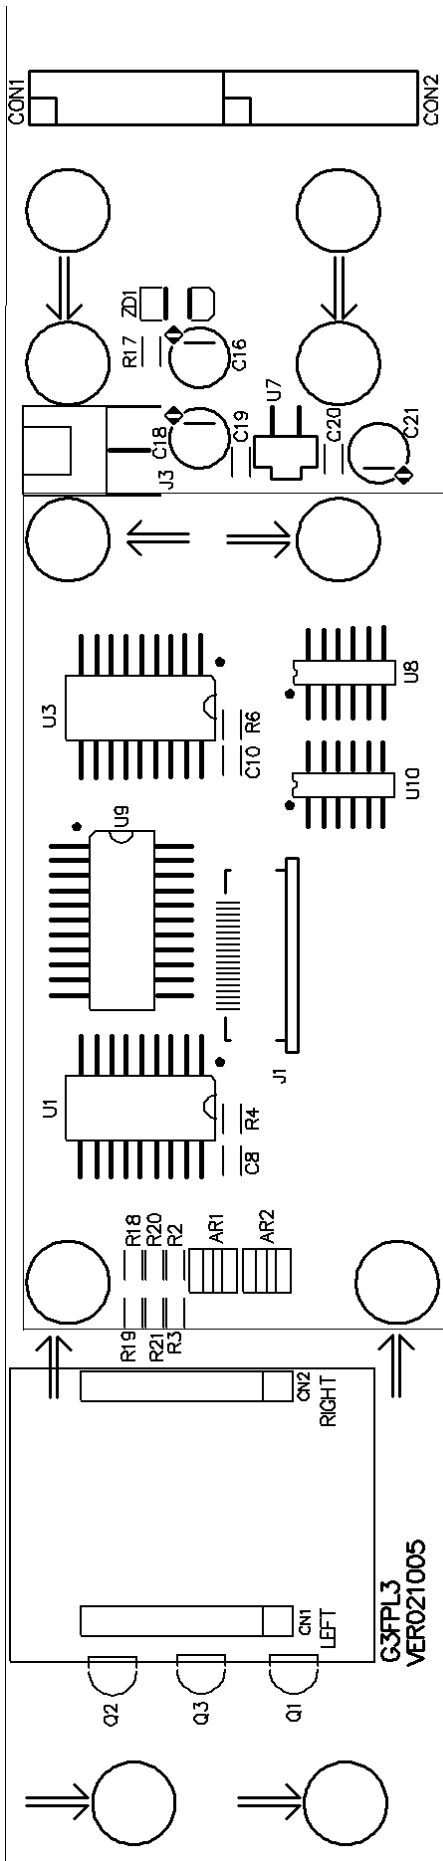 CON1
CON2
ZD1
R17
C16
U7
C18
C19
C20
C21
J3
U3
R6
C10
U8
U10
U9
J1
U1
R4
C8
R18
R20
R2
AR1
AR2
R19
R21
R3
CN2
RIGHT
CN1
LEFT
G3FPL3
VER021005
Q2
Q3
Q1